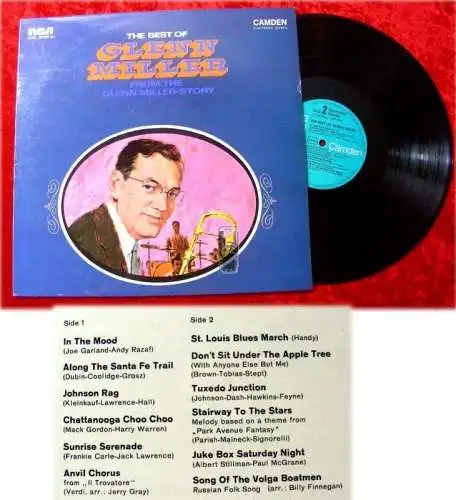 RCA
CAMDEN
THE BEST OF
GLENN
MILLER
FROM THE
GLENN MILLER-STORY
2
Camden
Side 1
In The Mood
(Joe Garland-Andy Razaf)
Along The Santa Fe Trail
(Dubin-Coolidge-Grosz)
Johnson Rag
(Kleinkauf-Lawrence-Hall)
Chattanooga Choo Choo
(Mack Gordon-Harry Warren)
Sunrise Serenade
(Frankie Carle-Jack Lawrence)
Anvil Chorus
from „Il Trovatore"
(Verdi, arr.: Jerry Gray)
Side 2
St. Louis Blues March (Handy)
Don't Sit Under The Apple Tree
(With Anyone Else But Me)
(Brown-Tobias-Stept)
Tuxedo Junction
(Johnson-Dash-Hawkins-Feyne)
Stairway To The Stars
Melody based on a theme from
„Park Avenue Fantasy"
(Parish-Malneck-Signorelli)
Juke Box Saturday Night
(Albert Stillman-Paul McGrane)
Song Of The Volga Boatmen
Russian Folk Song (arr.: Billy Finnegan)